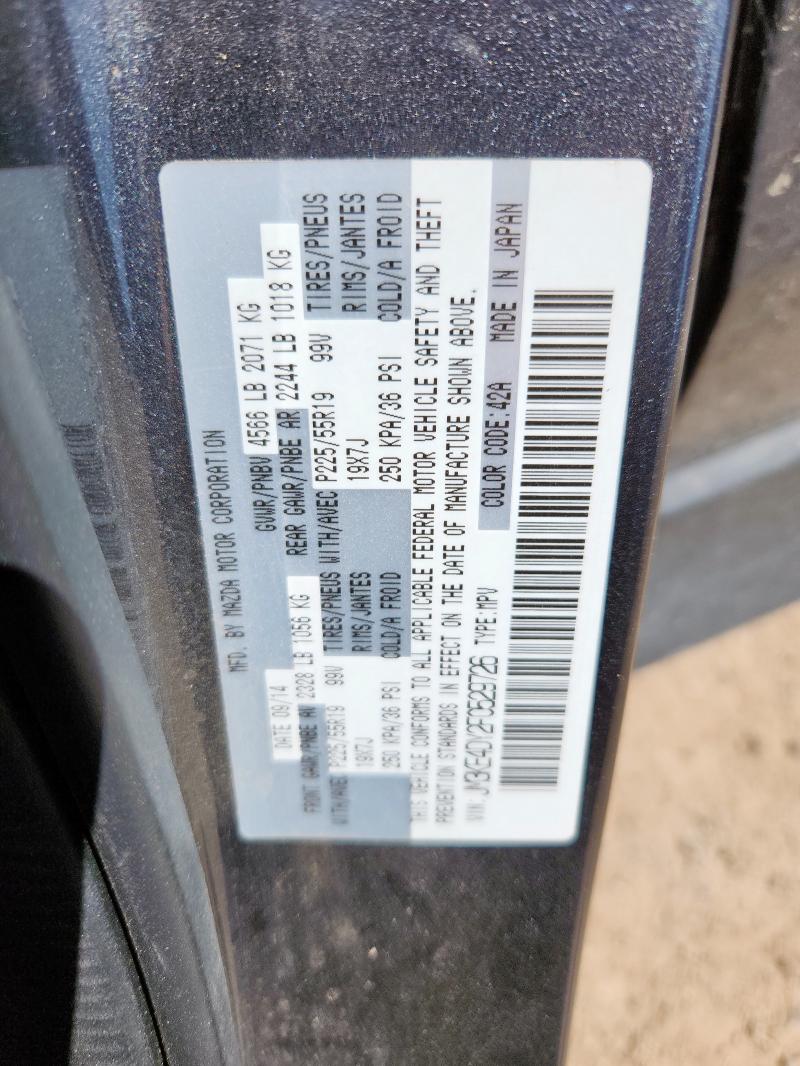 MFD. BY MAZDA MOTOR CORPORATION
DATE 09/14 GVWR/PNBV 4566 LB 2071 KG
FRONT GAWR/PNBE AV 2328 LB 1056 KG REAR GAWR/PNBE AR 2244 LB 1018 KG
WITH/AVEC P225/55R19 99V TIRES/PNEUS WITH/AVEC P225/55R19 99V TIRES/PNEUS
19X7J RIMS/JANTES 19X7J RIMS/JANTES
250 KPA/36 PSI COLD/A FROID 250 KPA/36 PSI COLD/A FROID
THIS VEHICLE CONFORMS TO ALL APPLICABLE FEDERAL MOTOR VEHICLE SAFETY AND THEFT
PREVENTION STANDARDS IN EFFECT ON THE DATE OF MANUFACTURE SHOWN ABOVE.
VIN: JM3KE4DY2F0529726 TYPE:MPV COLOR CODE:42A MADE IN JAPAN